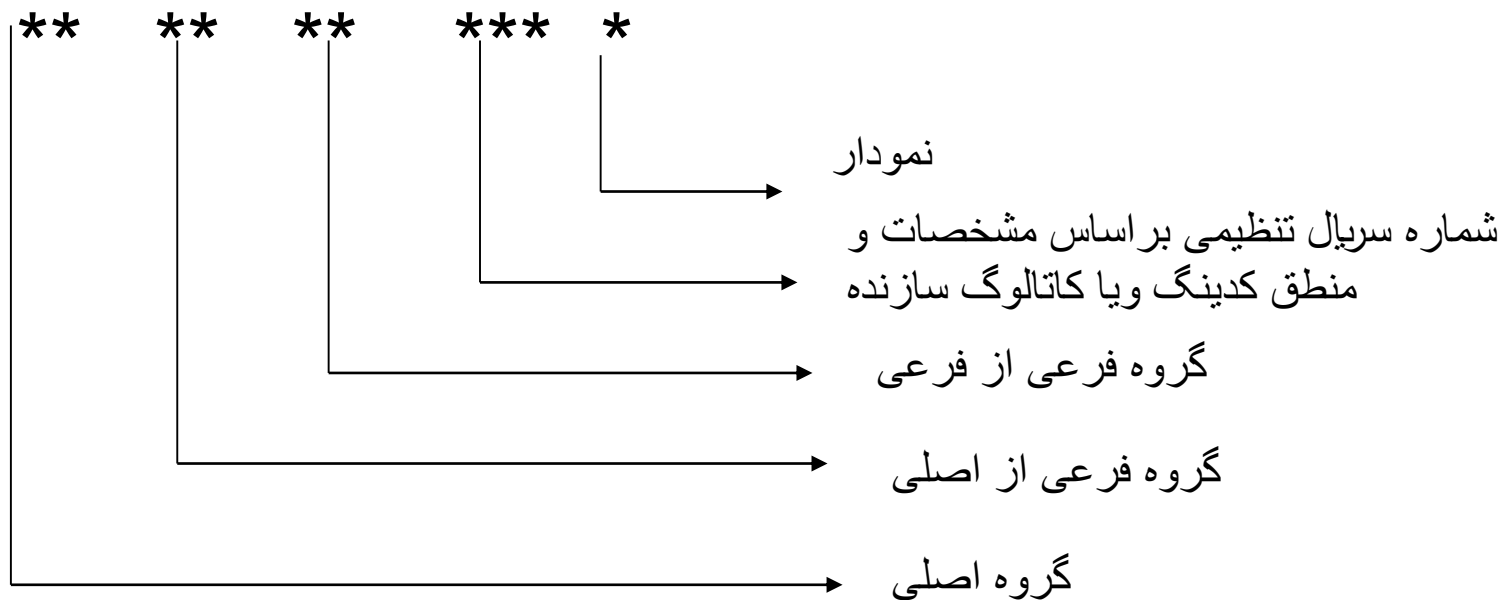 ** ** ** *** *
نمودار
شماره سریال تنظیمی براساس مشخصات و
منطق کدینگ ویا کاتالوگ سازنده
گروه فرعی از فرعی
گروه فرعی از اصلی
گروه اصلی